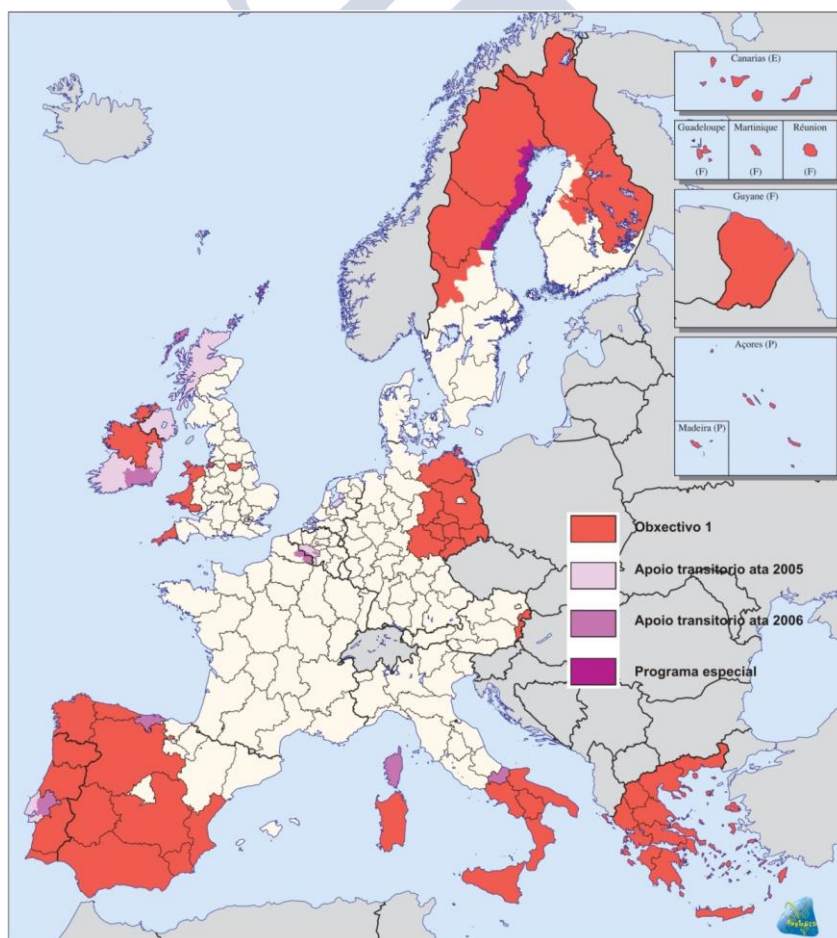 Canarias (E)
Guadeloupe
Martinique
Réunion
(F)
(F)
(F)
Guyane (F)
Açores (P)
Madeira (P)
Obxectivo 1
Apoio transitorio ata 2005
Apoio transitorio ata 2006
Programa especial